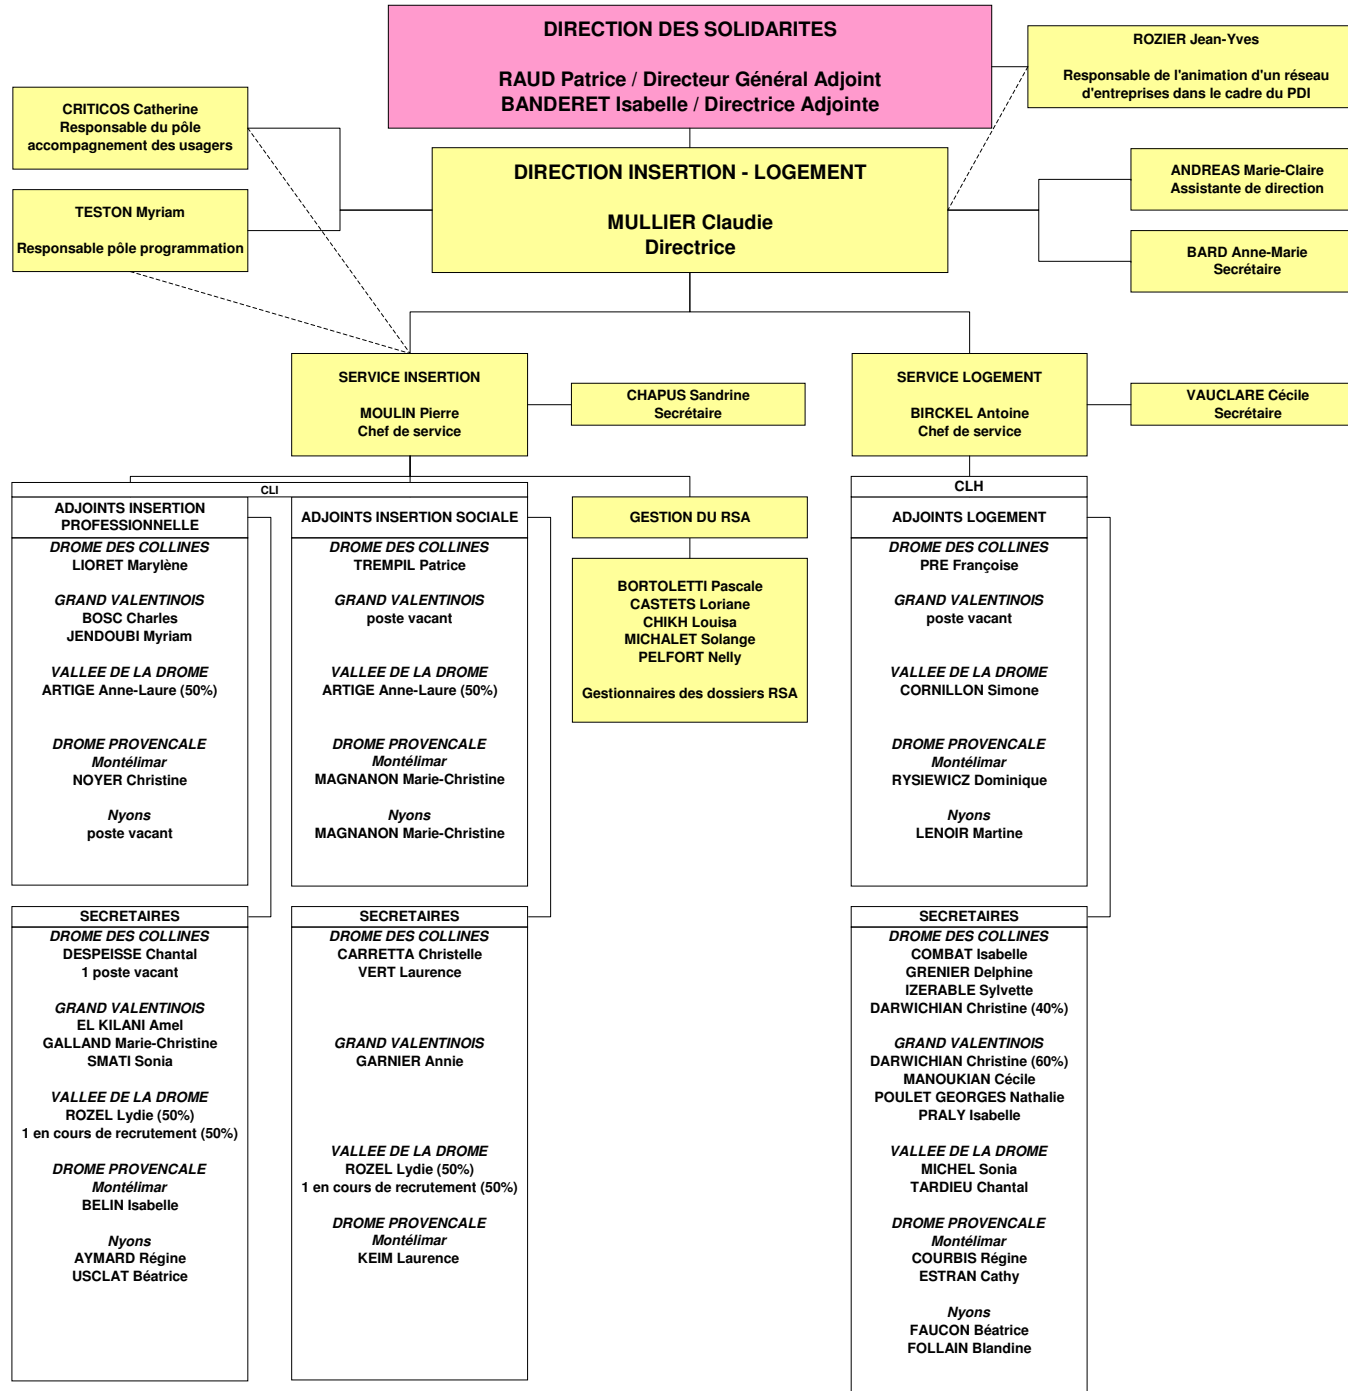 DIRECTION DES SOLIDARITES
RAUD Patrice / Directeur Général Adjoint
BANDERET Isabelle / Directrice Adjointe
ROZIER Jean-Yves
Responsable de l'animation d'un réseau
d'entreprises dans le cadre du PDI
CRITICOS Catherine
Responsable du pôle
accompagnement des usagers
TESTON Myriam
Responsable pôle programmation
DIRECTION INSERTION - LOGEMENT
MULLIER Claudie
Directrice
ANDREAS Marie-Claire
Assistante de direction
BARD Anne-Marie
Secrétaire
SERVICE INSERTION
MOULIN Pierre
Chef de service
CHAPUS Sandrine
Secrétaire
SERVICE LOGEMENT
BIRCKEL Antoine
Chef de service
VAUCLARE Cécile
Secrétaire
CLI
ADJOINTS INSERTION
PROFESSIONNELLE
DROME DES COLLINES
LIORET Marylène
GRAND VALENTINOIS
BOSC Charles
JENDOUBI Myriam
VALLEE DE LA DROME
ARTIGE Anne-Laure (50%)
DROME PROVENCALE
Montélimar
NOYER Christine
Nyons
poste vacant
ADJOINTS INSERTION SOCIALE
DROME DES COLLINES
TREMPIL Patrice
GRAND VALENTINOIS
poste vacant
VALLEE DE LA DROME
ARTIGE Anne-Laure (50%)
DROME PROVENCALE
Montélimar
MAGNANON Marie-Christine
Nyons
MAGNANON Marie-Christine
GESTION DU RSA
BORTOLETTI Pascale
CASTETS Loriane
CHIKH Louisa
MICHALET Solange
PELFORT Nelly
Gestionnaires des dossiers RSA
CLH
ADJOINTS LOGEMENT
DROME DES COLLINES
PRE Françoise
GRAND VALENTINOIS
poste vacant
VALLEE DE LA DROME
CORNILLON Simone
DROME PROVENCALE
Montélimar
RYSIEWICZ Dominique
Nyons
LENOIR Martine
SECRETAIRES
DROME DES COLLINES
DESPEISSE Chantal
1 poste vacant
GRAND VALENTINOIS
EL KILANI Amel
GALLAND Marie-Christine
SMATI Sonia
VALLEE DE LA DROME
ROZEL Lydie (50%)
1 en cours de recrutement (50%)
DROME PROVENCALE
Montélimar
BELIN Isabelle
Nyons
AYMARD Régine
USCLAT Béatrice
SECRETAIRES
DROME DES COLLINES
CARRETTA Christelle
VERT Laurence
GRAND VALENTINOIS
GARNIER Annie
VALLEE DE LA DROME
ROZEL Lydie (50%)
1 en cours de recrutement (50%)
DROME PROVENCALE
Montélimar
KEIM Laurence
SECRETAIRES
DROME DES COLLINES
COMBAT Isabelle
GRENIER Delphine
IZERABLE Sylvette
DARWICHIAN Christine (40%)
GRAND VALENTINOIS
DARWICHIAN Christine (60%)
MANOUKIAN Cécile
POULET GEORGES Nathalie
PRALY Isabelle
VALLEE DE LA DROME
MICHEL Sonia
TARDIEU Chantal
DROME PROVENCALE
Montélimar
COURBIS Régine
ESTRAN Cathy
Nyons
FAUCON Béatrice
FOLLAIN Blandine